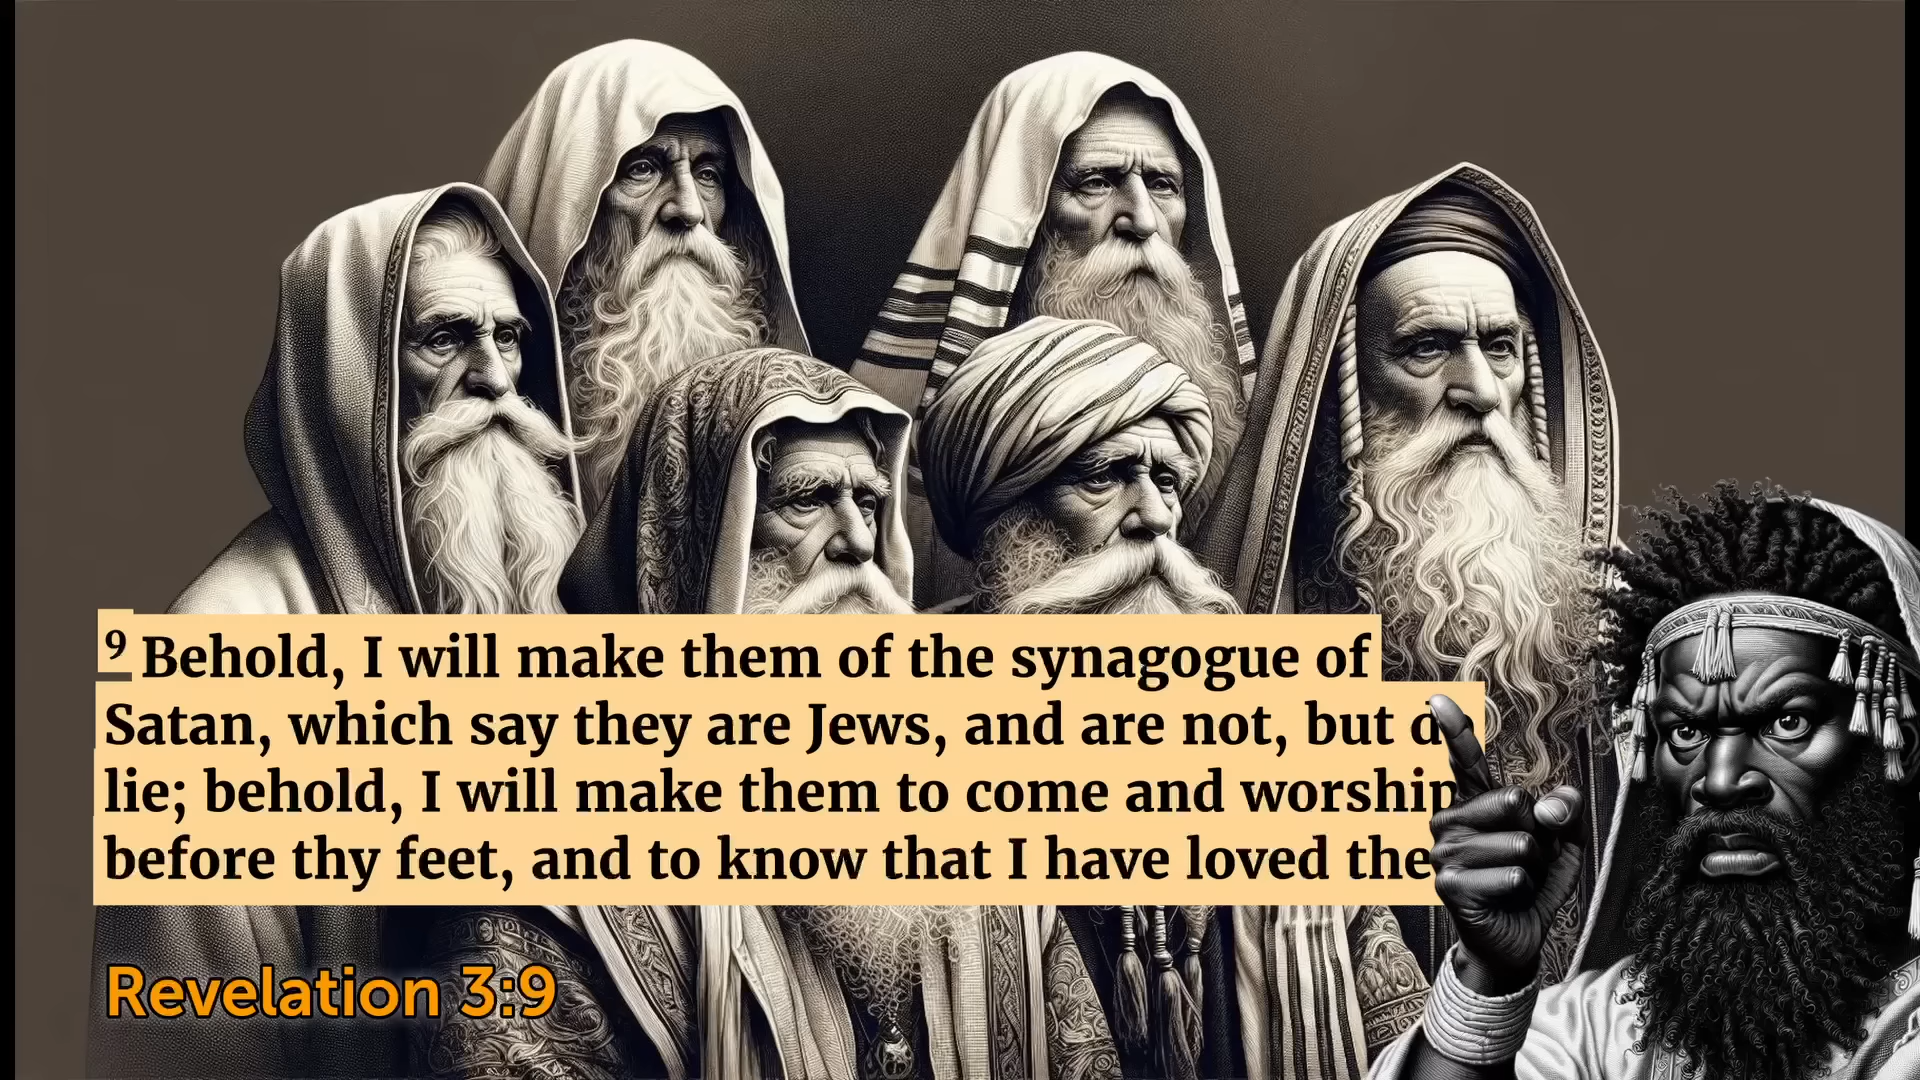 9 Behold, I will make them of the synagogue of
Satan, which say they are Jews, and are not, but do
lie; behold, I will make them to come and worship
before thy feet, and to know that I have loved
Revelation 3:9